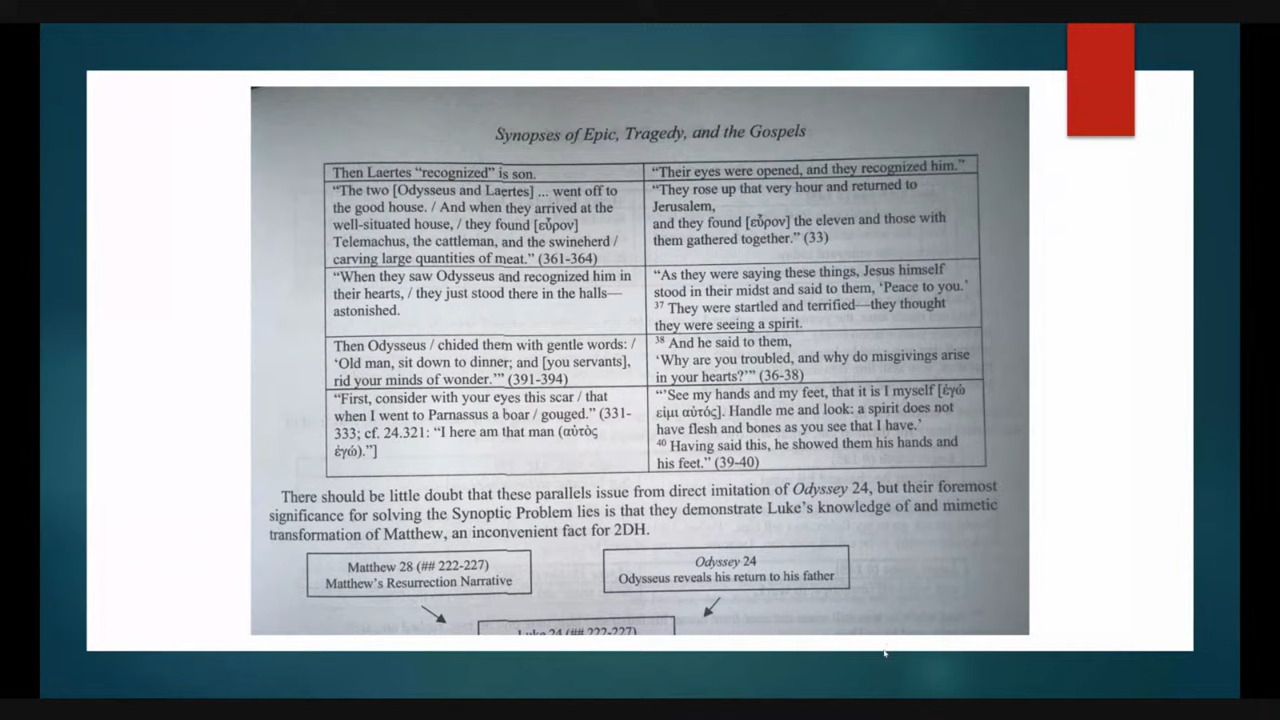 Synopses of Epic, Tragedy, and the Gospels
Then Laertes “recognized” is son.
“The two [Odysseus and Laertes] ... went off to
the good house. / And when they arrived at the
well-situated house, / they found [εὗρον]
Telemachus, the cattleman, and the swineherd /
carving large quantities of meat.” (361-364)
“When they saw Odysseus and recognized him in
their hearts, / they just stood there in the halls—
astonished.
Then Odysseus / chided them with gentle words: /
‘Old man, sit down to dinner; and [you servants],
rid your minds of wonder.’” (391-394)
“First, consider with your eyes this scar / that
when I went to Parnassus a boar / gouged.” (331-
333; cf. 24.321: “I here am that man (αὐτὸς
ἐγώ).”]
“Their eyes were opened, and they recognized him.”
“They rose up that very hour and returned to
Jerusalem,
and they found [εὗρον] the eleven and those with
them gathered together.” (33)
“As they were saying these things, Jesus himself
stood in their midst and said to them, ‘Peace to you.’
37 They were startled and terrified—they thought
they were seeing a spirit.
38 And he said to them,
‘Why are you troubled, and why do misgivings arise
in your hearts?’” (36-38)
“‘See my hands and my feet, that it is I myself [ἐγώ
εἰμι αὐτός]. Handle me and look: a spirit does not
have flesh and bones as you see that I have.’
40 Having said this, he showed them his hands and
his feet.” (39-40)
There should be little doubt that these parallels issue from direct imitation of Odyssey 24, but their foremost
significance for solving the Synoptic Problem lies is that they demonstrate Luke’s knowledge of and mimetic
transformation of Matthew, an inconvenient fact for 2DH.
Matthew 28 (## 222-227)
Matthew’s Resurrection Narrative
Odyssey 24
Odysseus reveals his return to his father
Luke 24 (## 222-227)